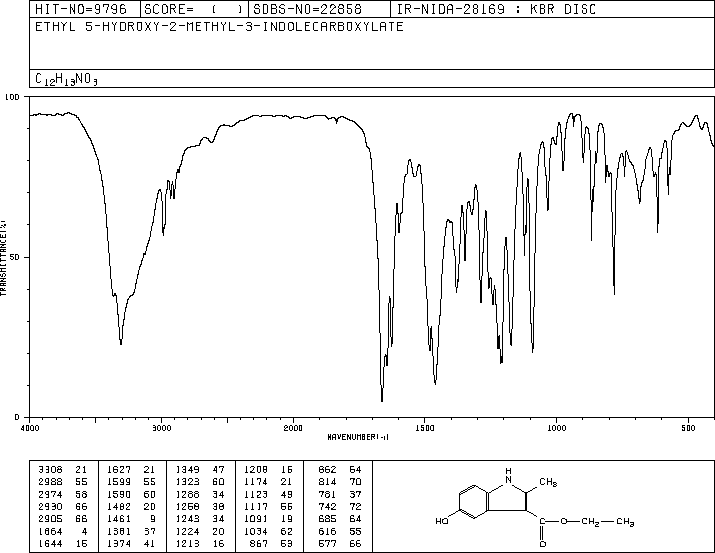 HIT-NO=9796 SCORE= ( ) SDBS-NO=22858 IR-NIDA-28169 : KBR DISC
ETHYL 5-HYDROXY-2-METHYL-3-INDOLECARBOXYLATE
C12H13NO3
100
50
0
TRANSMITTANCE(%)
4000 3000 2000 1500 1000 500
WAVENUMBER(-1)
3308 21 1627 21 1349 47 1208 16 862 64
2988 55 1599 55 1323 60 1174 21 814 70
2974 58 1590 60 1288 34 1123 49 781 37
2930 66 1482 20 1258 38 1117 56 742 72
2905 66 1461 9 1243 34 1091 19 685 64
1664 4 1381 37 1224 20 1034 62 616 55
1644 16 1374 41 1213 16 867 53 577 66
H
N
CH3
HO
C–O–CH2–CH3
O